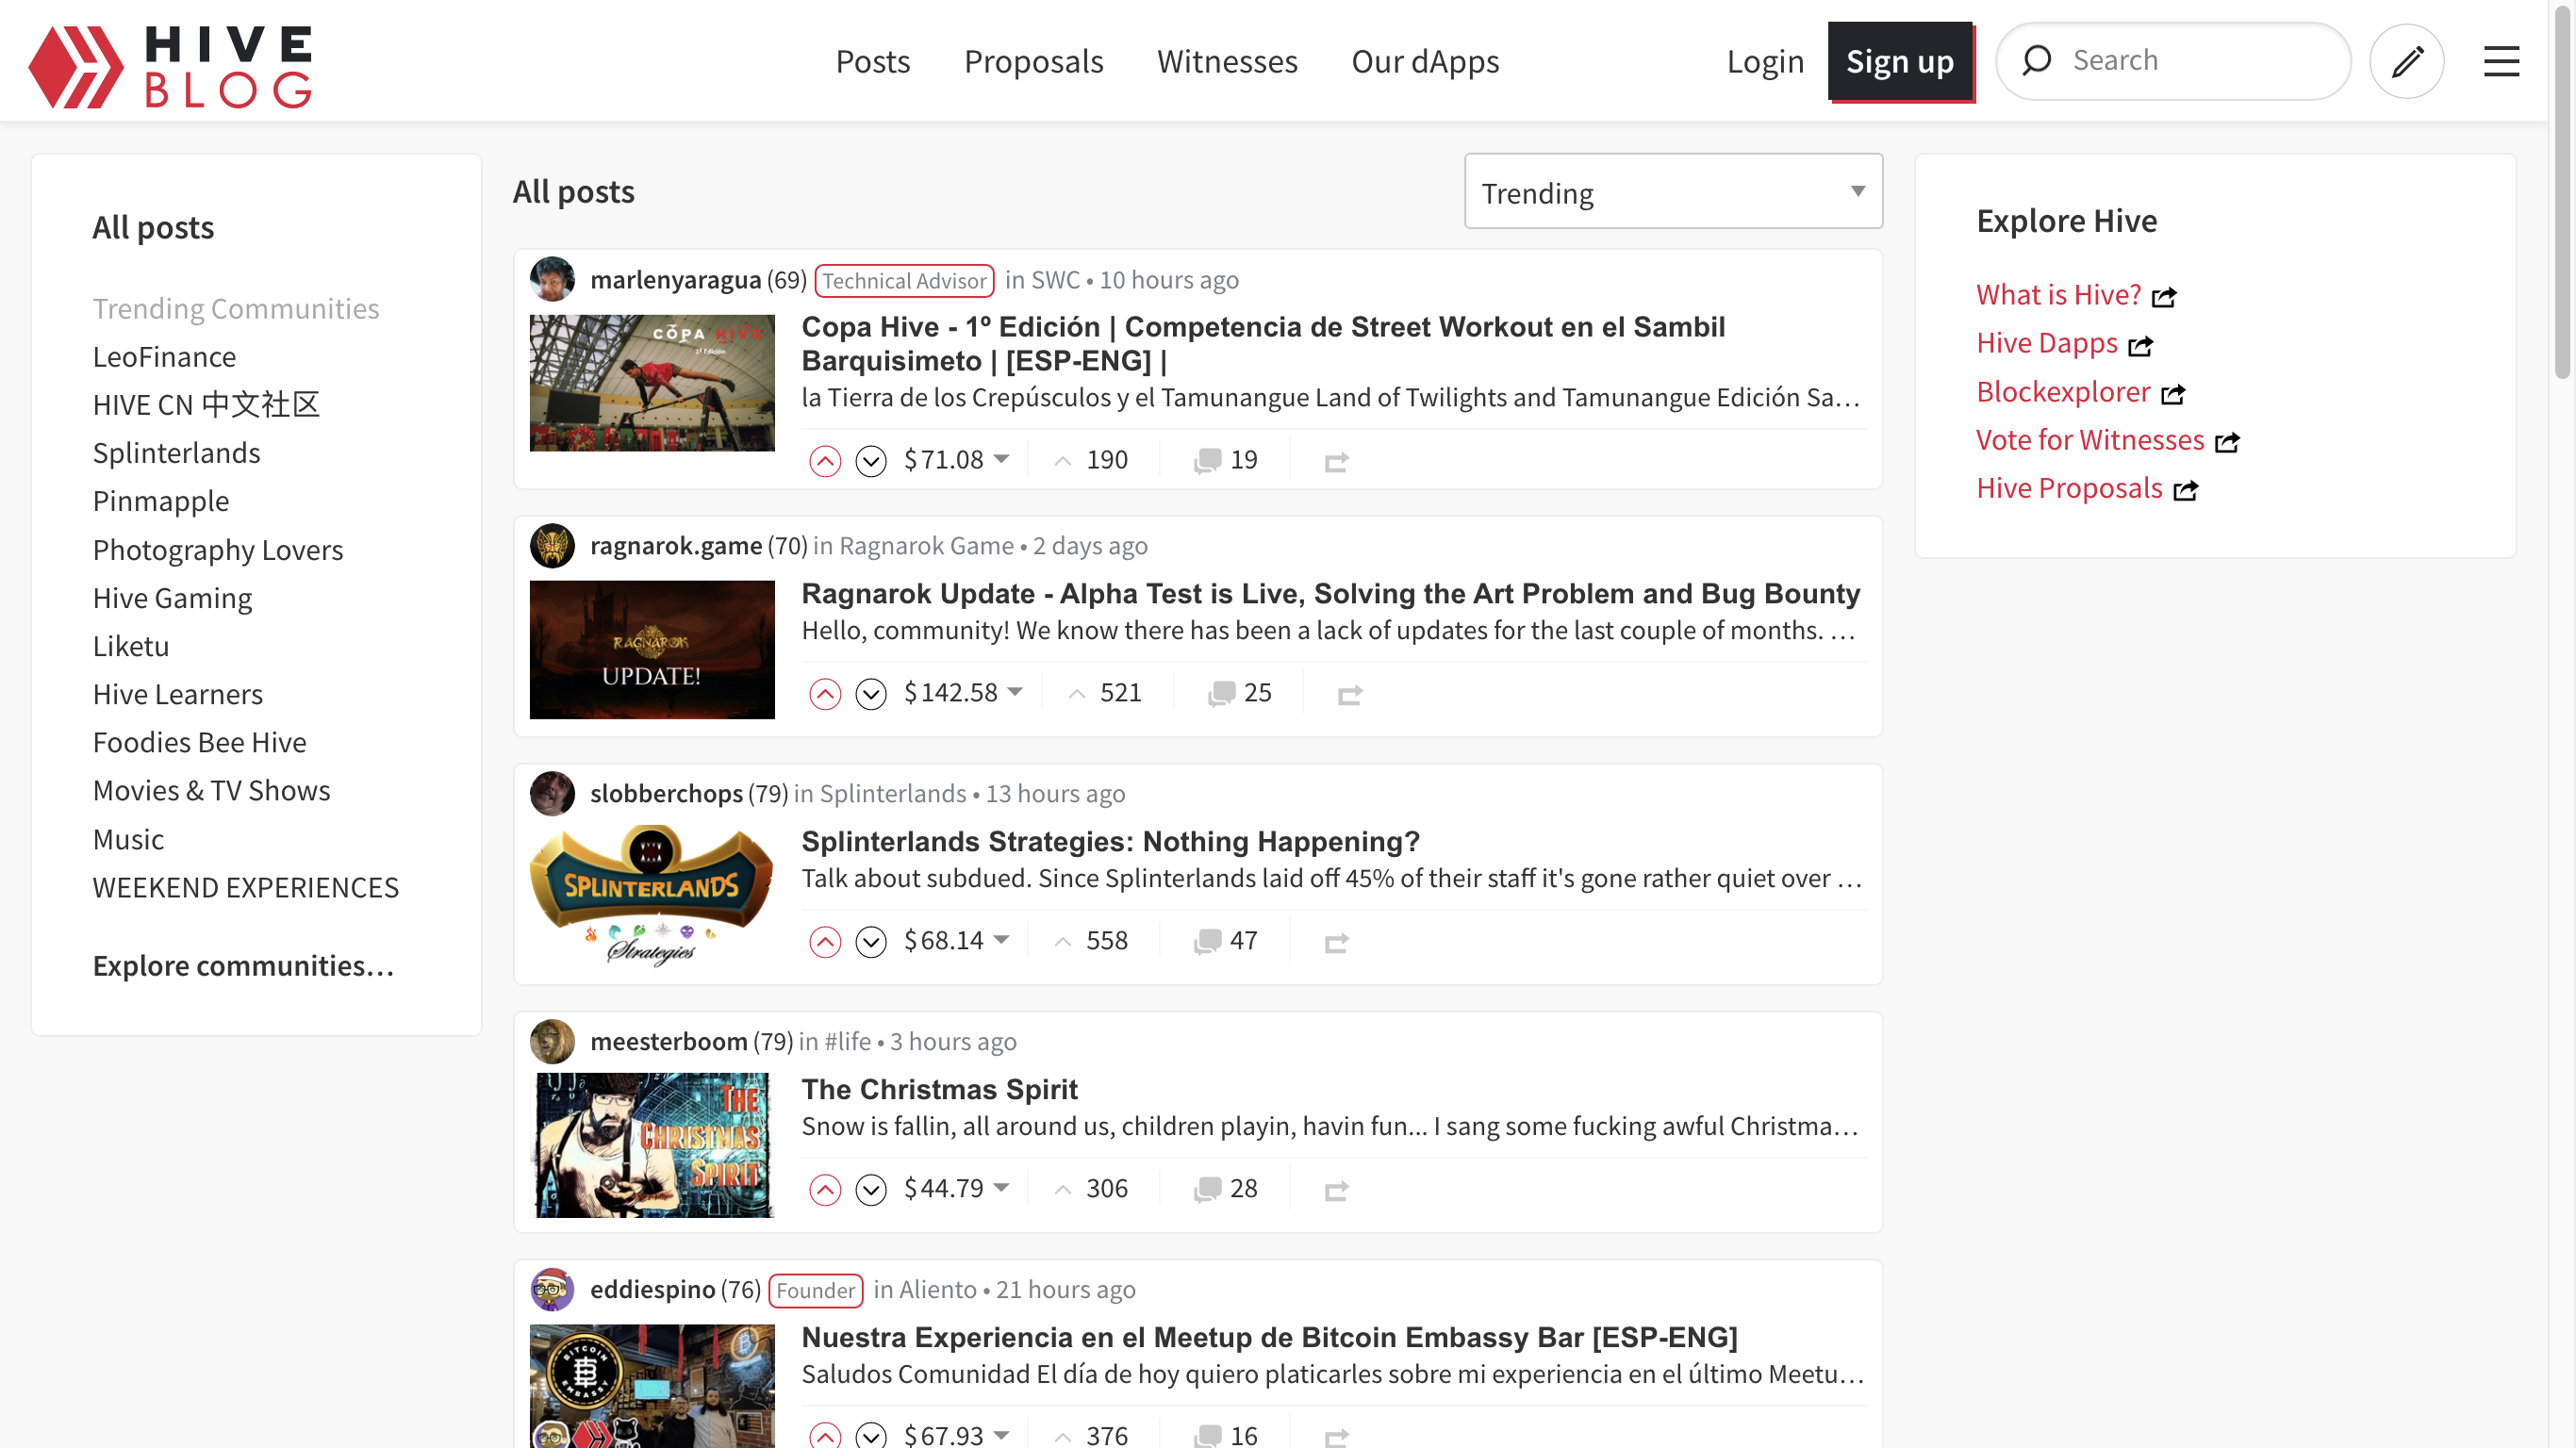 HIVE
BLOG
Posts
Proposals
Witnesses
Our dApps
Login
Sign up
Search
All posts
Trending Communities
LeoFinance
HIVE CN 中文社区
Splinterlands
Pinmapple
Photography Lovers
Hive Gaming
Liketu
Hive Learners
Foodies Bee Hive
Movies & TV Shows
Music
WEEKEND EXPERIENCES
Explore communities...
All posts
Trending
marlenyaragua (69) Technical Advisor in SWC • 10 hours ago
COPA HIVE
1ª Edición
Copa Hive - 1º Edición | Competencia de Street Workout en el Sambil
Barquisimeto | [ESP-ENG] |
la Tierra de los Crepúsculos y el Tamunangue Land of Twilights and Tamunangue Edición Sa...
$71.08 190 19
ragnarok.game (70) in Ragnarok Game • 2 days ago
RAGNAROK
UPDATE!
Ragnarok Update - Alpha Test is Live, Solving the Art Problem and Bug Bounty
Hello, community! We know there has been a lack of updates for the last couple of months. ...
$142.58 521 25
slobberchops (79) in Splinterlands • 13 hours ago
SPLINTERLANDS
Strategies
Splinterlands Strategies: Nothing Happening?
Talk about subdued. Since Splinterlands laid off 45% of their staff it's gone rather quiet over ...
$68.14 558 47
meesterboom (79) in #life • 3 hours ago
THE
CHRISTMAS
SPIRIT
The Christmas Spirit
Snow is fallin, all around us, children playin, havin fun... I sang some fucking awful Christma...
$44.79 306 28
eddiespino (76) Founder in Aliento • 21 hours ago
BITCOIN
EMBASSY
Nuestra Experiencia en el Meetup de Bitcoin Embassy Bar [ESP-ENG]
Saludos Comunidad El día de hoy quiero platicarles sobre mi experiencia en el último Meetu...
$67.93 376 16
Explore Hive
What is Hive?
Hive Dapps
Blockexplorer
Vote for Witnesses
Hive Proposals